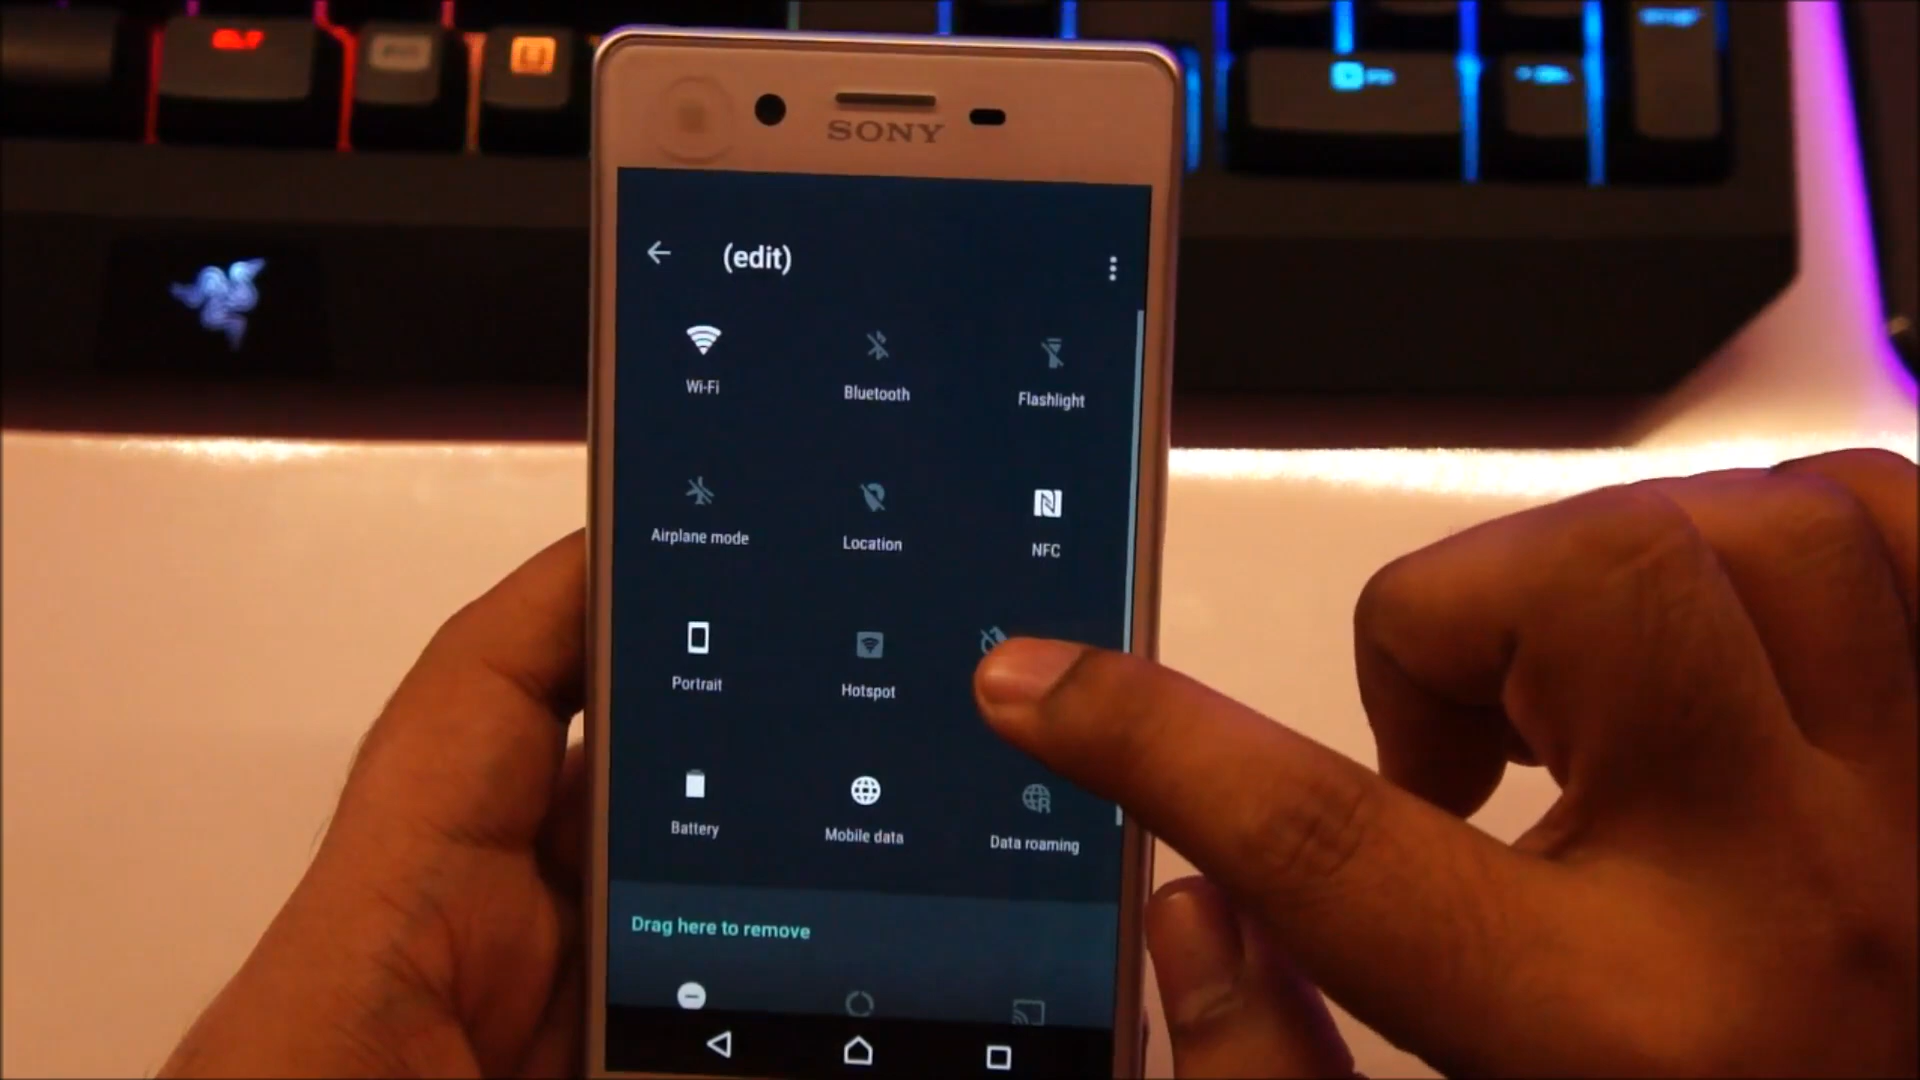 SONY
(edit)
Wi-Fi
Bluetooth
Flashlight
Airplane mode
Location
NFC
Portrait
Hotspot
Battery
Mobile data
Data roaming
Drag here to remove